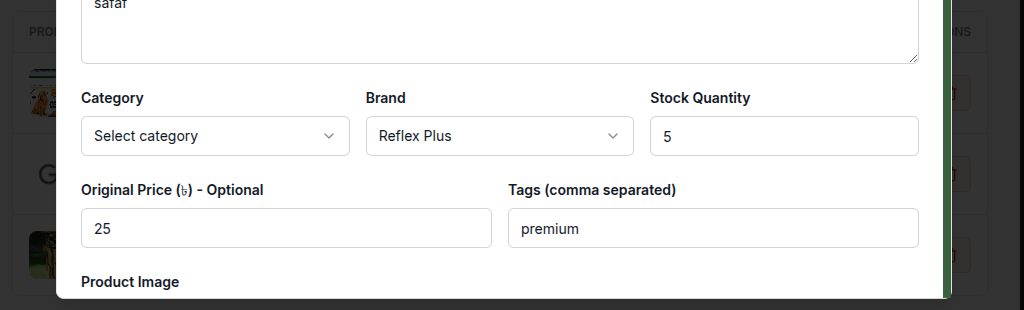 safaf
PRO
NS
Category
Brand
Stock Quantity
Select category
Reflex Plus
5
Original Price (৳) - Optional
Tags (comma separated)
25
premium
G
Product Image